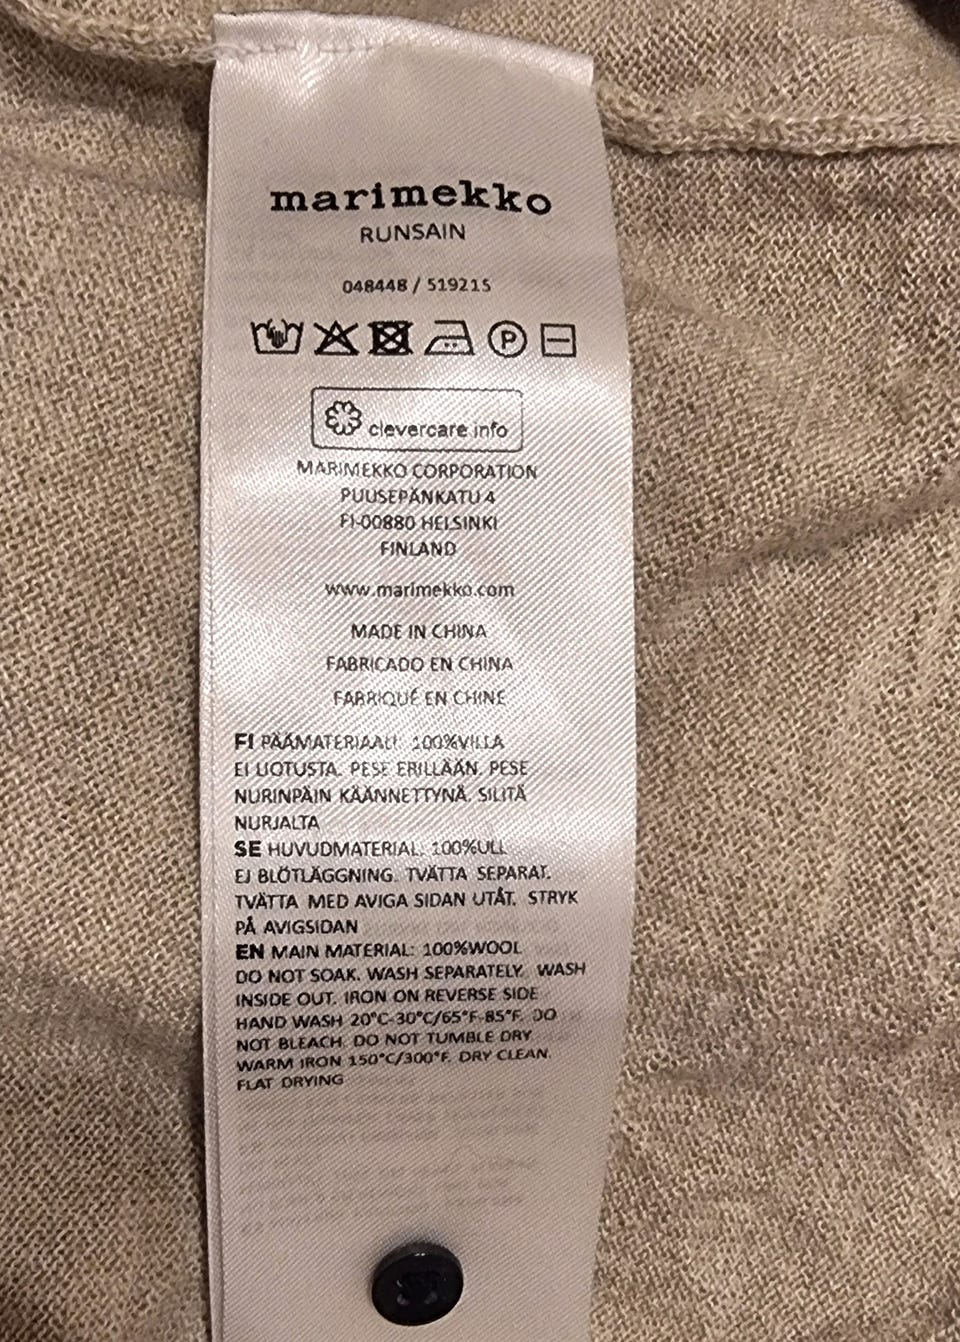 marimekko
RUNSAIN
048448 / 519215
P
clevercare.info
MARIMEKKO CORPORATION
PUUSEPÄNKATU 4
FI-00880 HELSINKI
FINLAND
www.marimekko.com
MADE IN CHINA
FABRICADO EN CHINA
FABRIQUÉ EN CHINE
FI PÄÄMATERIAALI: 100%VILLA
EI LIOTUSTA. PESE ERILLÄÄN. PESE
NURINPÄIN KÄÄNNETTYNÄ. SILITÄ
NURJALTA
SE HUVUDMATERIAL: 100%ULL
EJ BLÖTLÄGGNING. TVÄTTA SEPARAT.
TVÄTTA MED AVIGA SIDAN UTÅT. STRYK
PÅ AVIGSIDAN
EN MAIN MATERIAL: 100%WOOL
DO NOT SOAK. WASH SEPARATELY. WASH
INSIDE OUT. IRON ON REVERSE SIDE
HAND WASH 20°C-30°C/65°F-85°F. DO
NOT BLEACH. DO NOT TUMBLE DRY
WARM IRON 150°C/300°F. DRY CLEAN.
FLAT DRYING